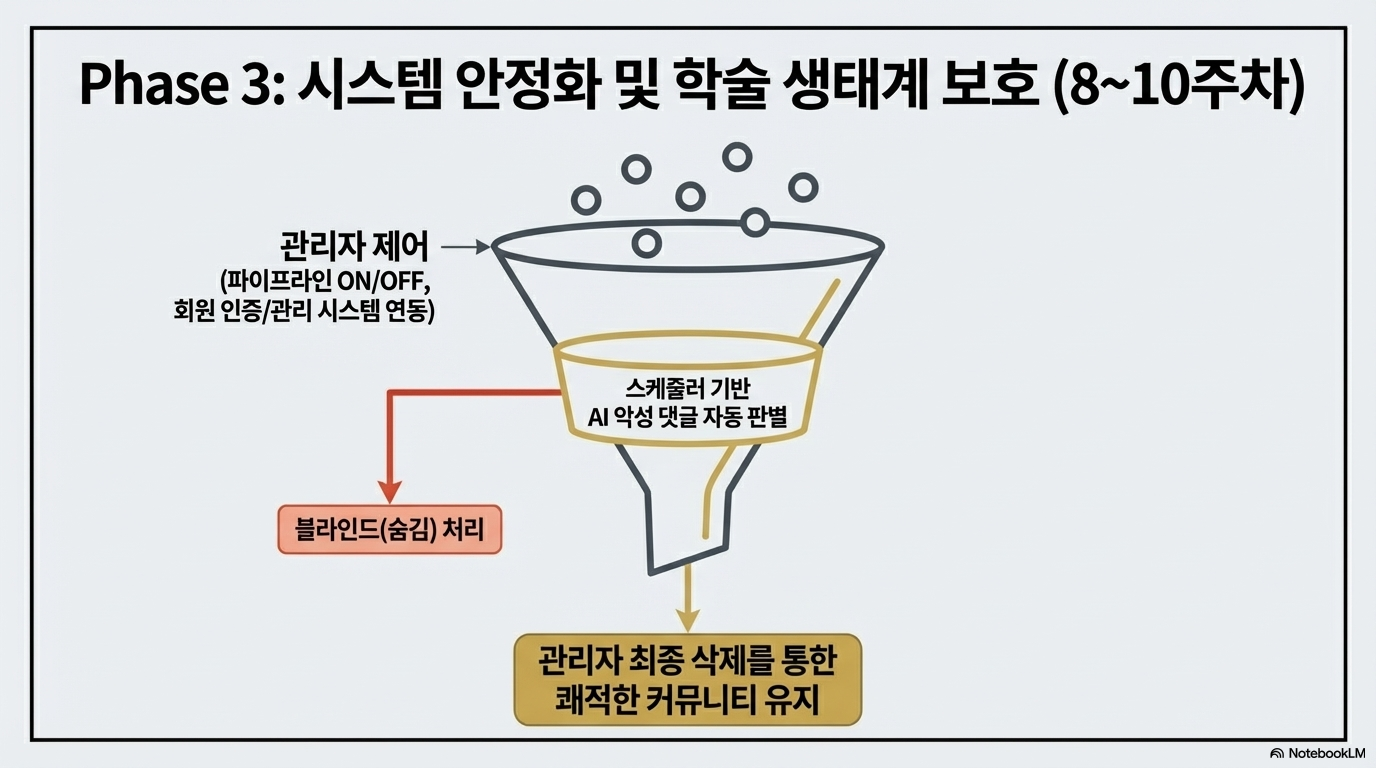 Phase 3: 시스템 안정화 및 학술 생태계 보호 (8~10주차)
관리자 제어
(파이프라인 ON/OFF,
회원 인증/관리 시스템 연동)
스케줄러 기반
AI 악성 댓글 자동 판별
블라인드(숨김) 처리
관리자 최종 삭제를 통한
쾌적한 커뮤니티 유지
NotebookLM